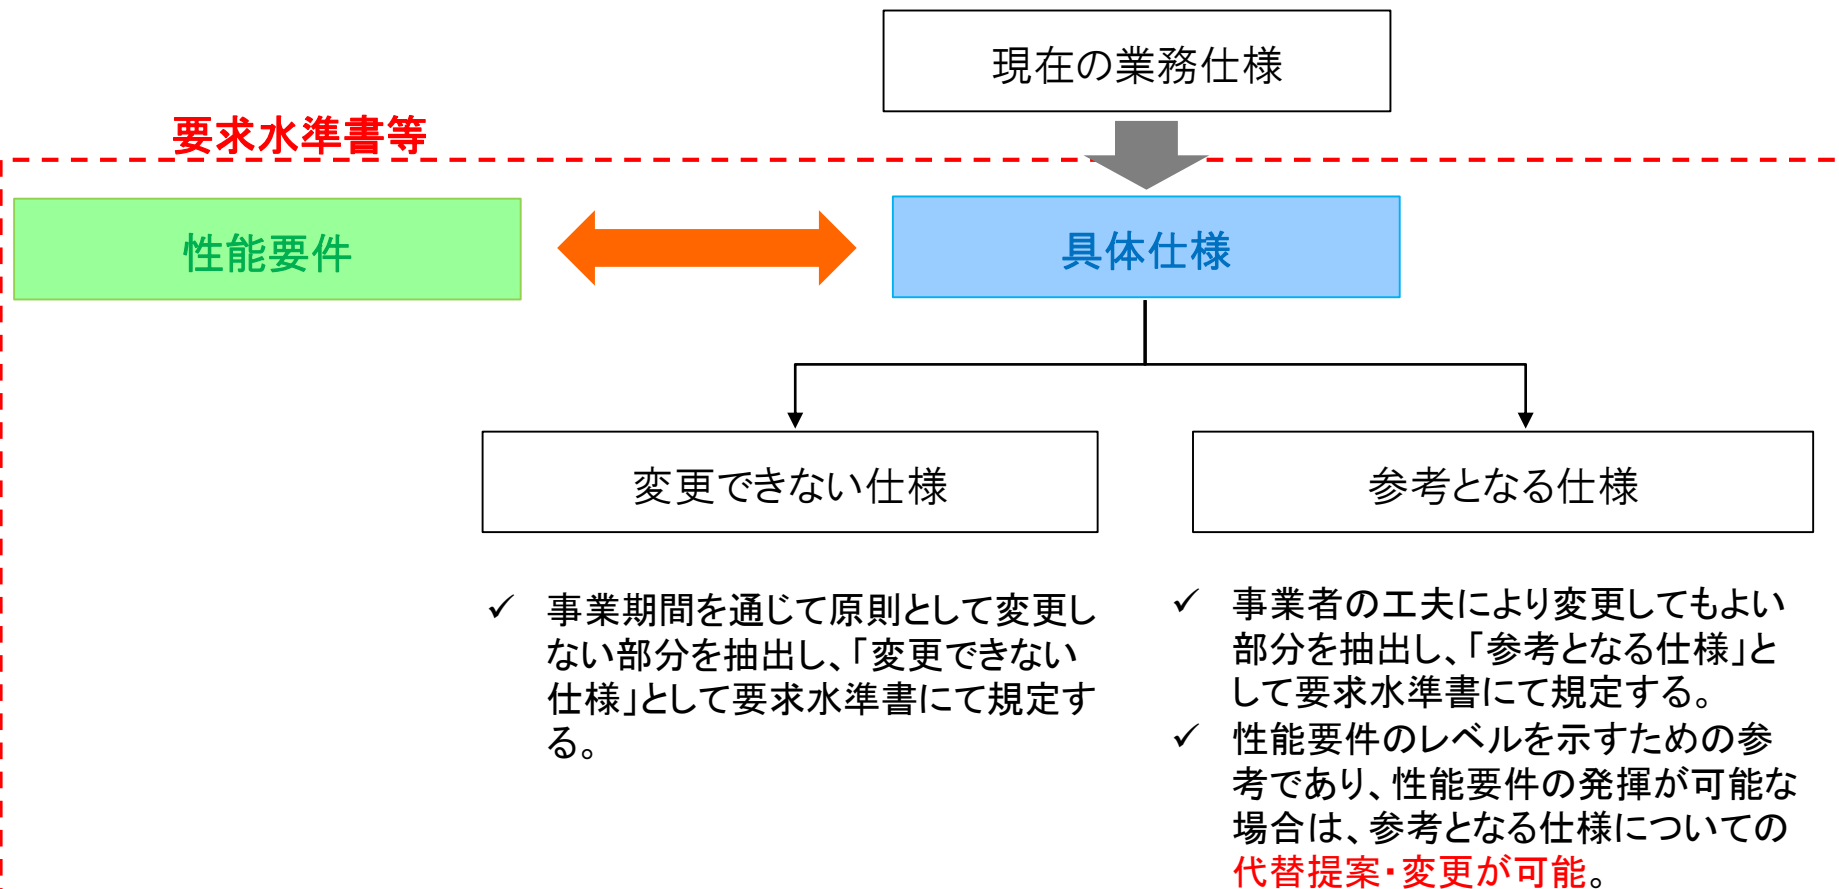 現在の業務仕様
要求水準書等
性能要件
具体仕様
変更できない仕様
参考となる仕様
✓ 事業期間を通じて原則として変更し
ない部分を抽出し、｢変更できない
仕様｣として要求水準書にて規定す
る。
✓ 事業者の工夫により変更してもよい
部分を抽出し、｢参考となる仕様｣と
して要求水準書にて規定する。
✓ 性能要件のレベルを示すための参
考であり、性能要件の発揮が可能な
場合は、参考となる仕様についての
代替提案・変更が可能。